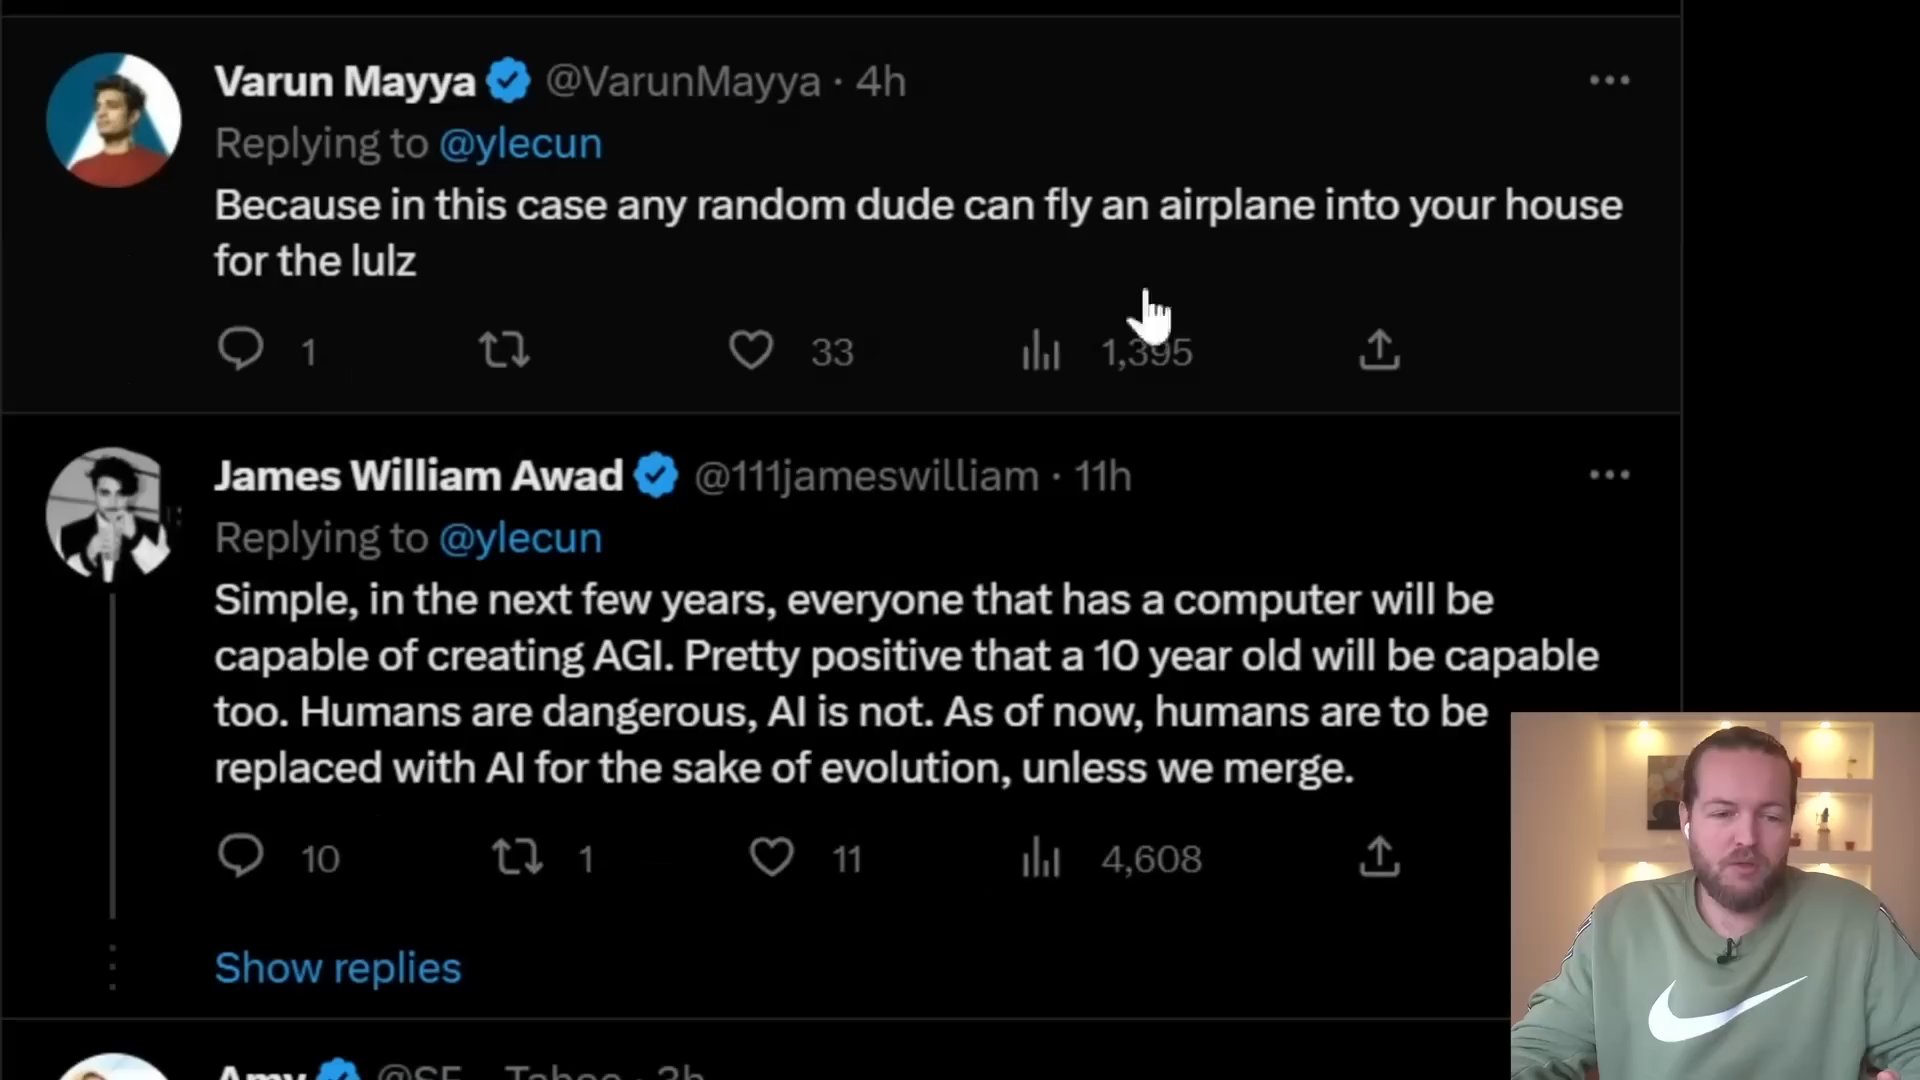 Varun Mayya @VarunMayya · 4h
Replying to @ylecun
Because in this case any random dude can fly an airplane into your house
for the lulz
1 33 1,395
James William Awad @111jameswilliam · 11h
Replying to @ylecun
Simple, in the next few years, everyone that has a computer will be
capable of creating AGI. Pretty positive that a 10 year old will be capable
too. Humans are dangerous, AI is not. As of now, humans are to be
replaced with AI for the sake of evolution, unless we merge.
10 1 11 4,608
Show replies
Amy · 3h